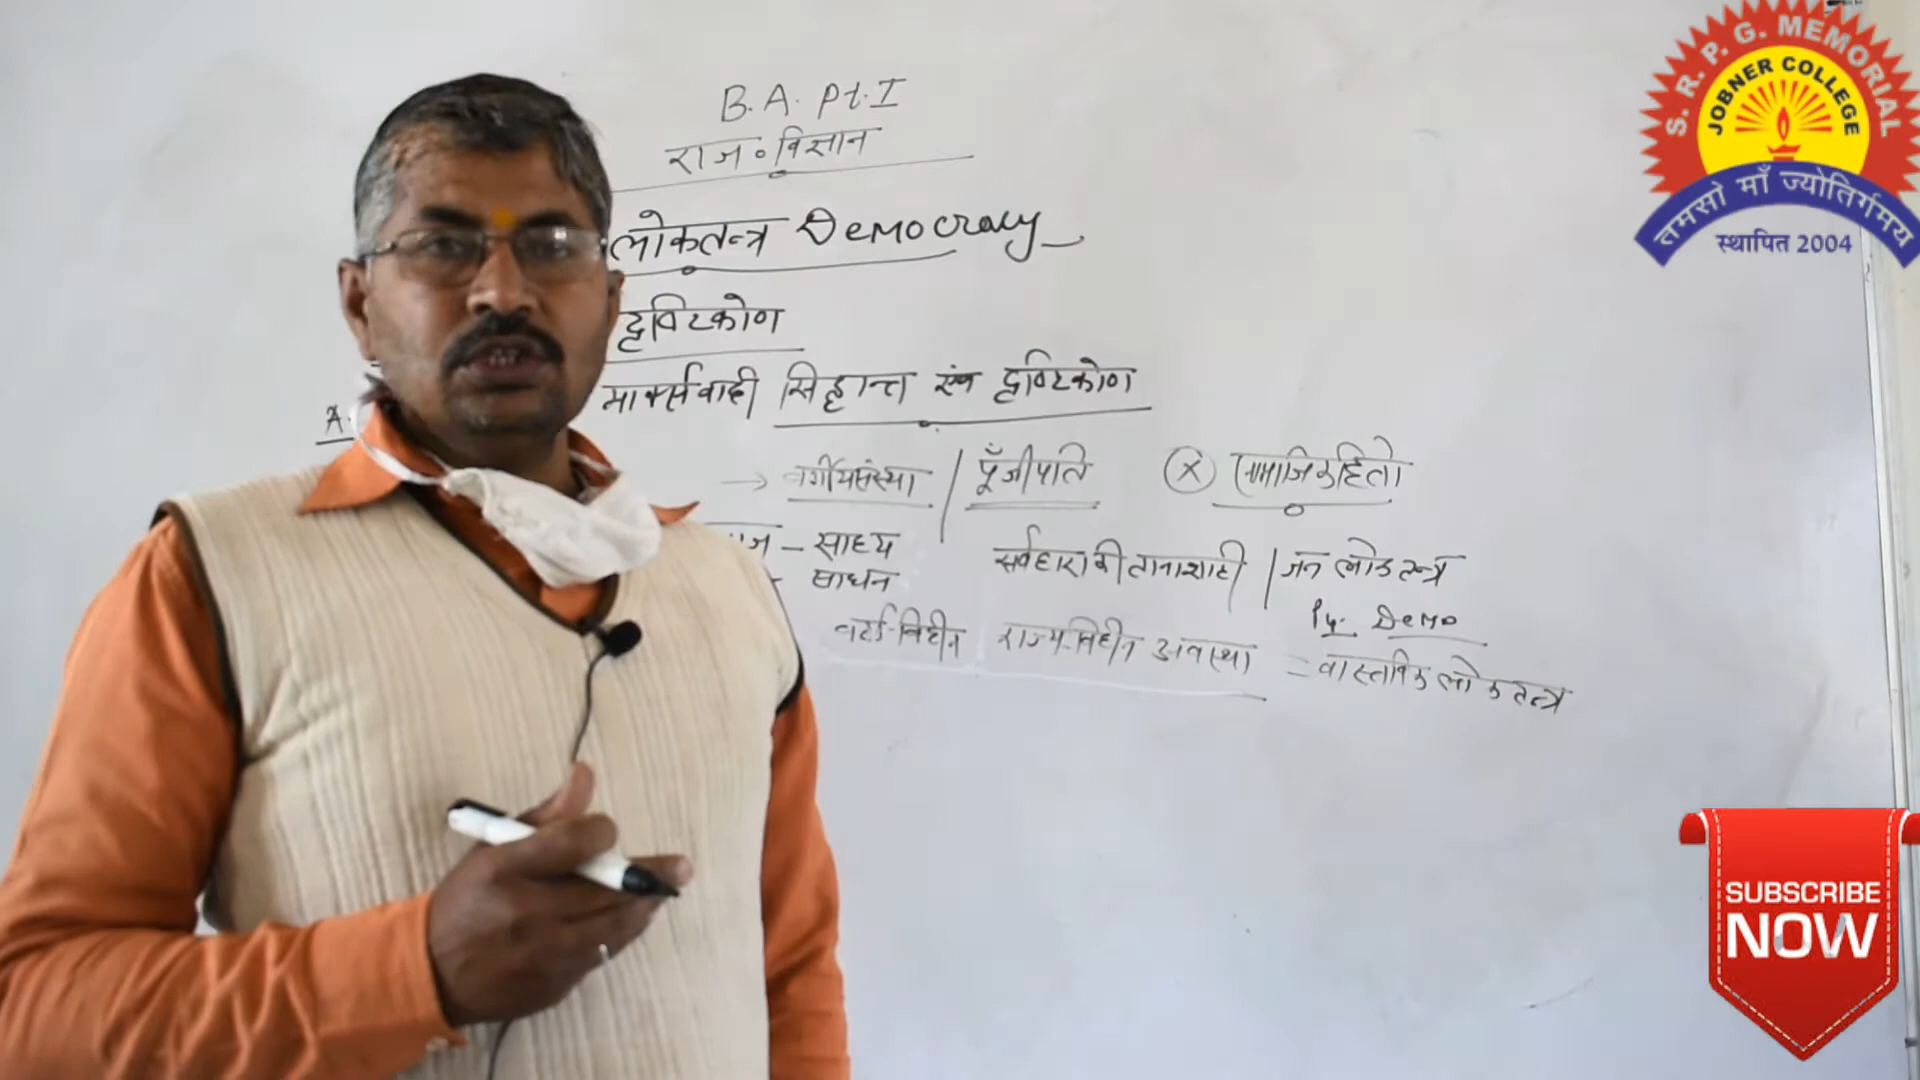 B.A. Pt. I
राज० विज्ञान
लोकतन्त्र Democracy
दृष्टिकोण
मार्क्सवादी सिद्धान्त एवं दृष्टिकोण
A.
→ वर्गीय संस्था / पूँजीपति (X) सामाजिक हितो
साध्य
साधन
सर्वहारा की तानाशाही / जन लोकतन्त्र
Demo
वर्ग-विहीन राज्य-विहीन अवस्था = वास्तविक लोकतन्त्र
S. R. P. G. MEMORIAL
JOBNER COLLEGE
तमसो माँ ज्योतिर्गमय
स्थापित 2004
SUBSCRIBE
NOW